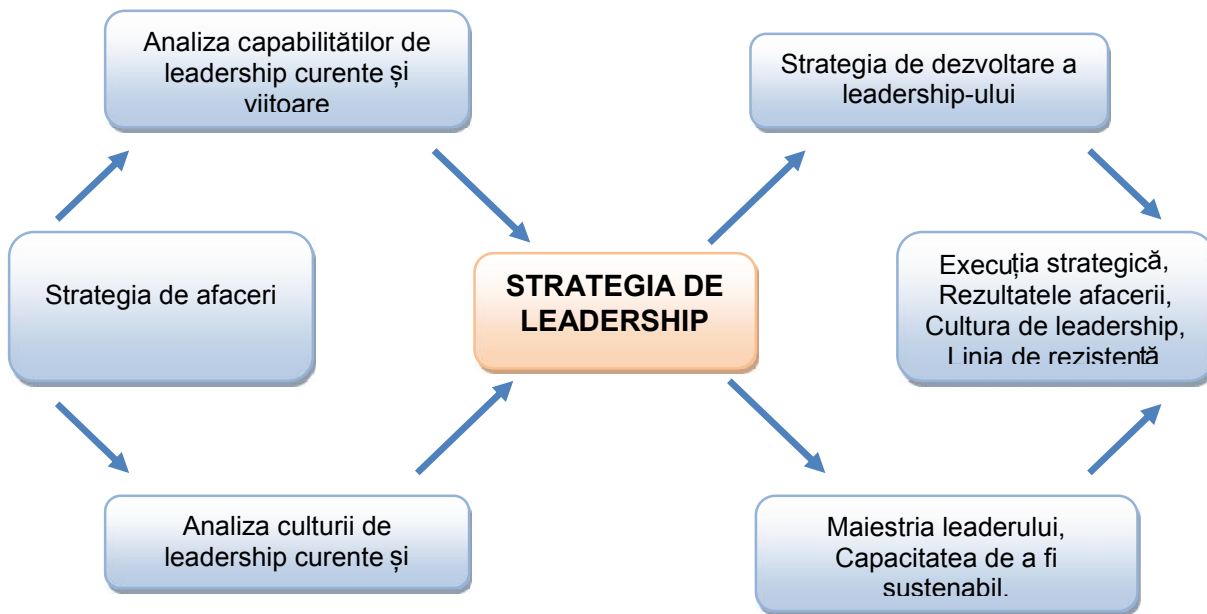 Analiza capabilitătilor de
leadership curente și
viitoare
Strategia de dezvoltare a
leadership-ului
Strategia de afaceri
STRATEGIA DE
LEADERSHIP
Execuția strategică,
Rezultatele afacerii,
Cultura de leadership,
Linia de rezistentă
Analiza culturii de
leadership curente și
Maiestria leaderului,
Capacitatea de a fi
sustenabil.